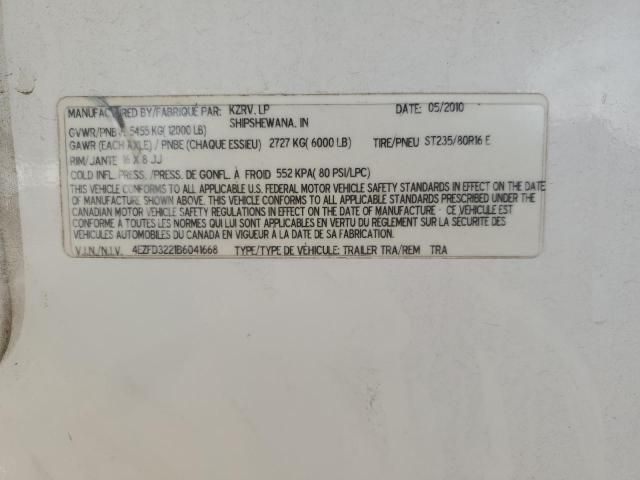 MANUFACTURED BY/FABRIQUÉ PAR: KZRV, LP DATE: 05/2010
SHIPSHEWANA, IN
GVWR/PNBV: 5455 KG( 12000 LB)
GAWR (EACH AXLE) / PNBE (CHAQUE ESSIEU) 2727 KG( 6000 LB) TIRE/PNEU ST235/80R16 E
RIM/JANTE 16 X 8 JJ
COLD INFL. PRESS. /PRESS. DE GONFL. À FROID 552 KPA( 80 PSI/LPC)
THIS VEHICLE CONFORMS TO ALL APPLICABLE U.S. FEDERAL MOTOR VEHICLE SAFETY STANDARDS IN EFFECT ON THE DATE
OF MANUFACTURE SHOWN ABOVE. THIS VEHICLE CONFORMS TO ALL APPLICABLE STANDARDS PRESCRIBED UNDER THE
CANADIAN MOTOR VEHICLE SAFETY REGULATIONS IN EFFECT ON THE DATE OF MANUFACTURE - CE VÉHICULE EST
CONFORME À TOUTES LES NORMES QUI LUI SONT APPLICABLES EN VERTU DU RÈGLEMENT SUR LA SÉCURITÉ DES
VÉHICULES AUTOMOBILES DU CANADA EN VIGUEUR À LA DATE DE SA FABRICATION.
V.I.N./N.I.V. 4EZFD3221B6041668 TYPE/TYPE DE VÉHICULE: TRAILER TRA/REM TRA